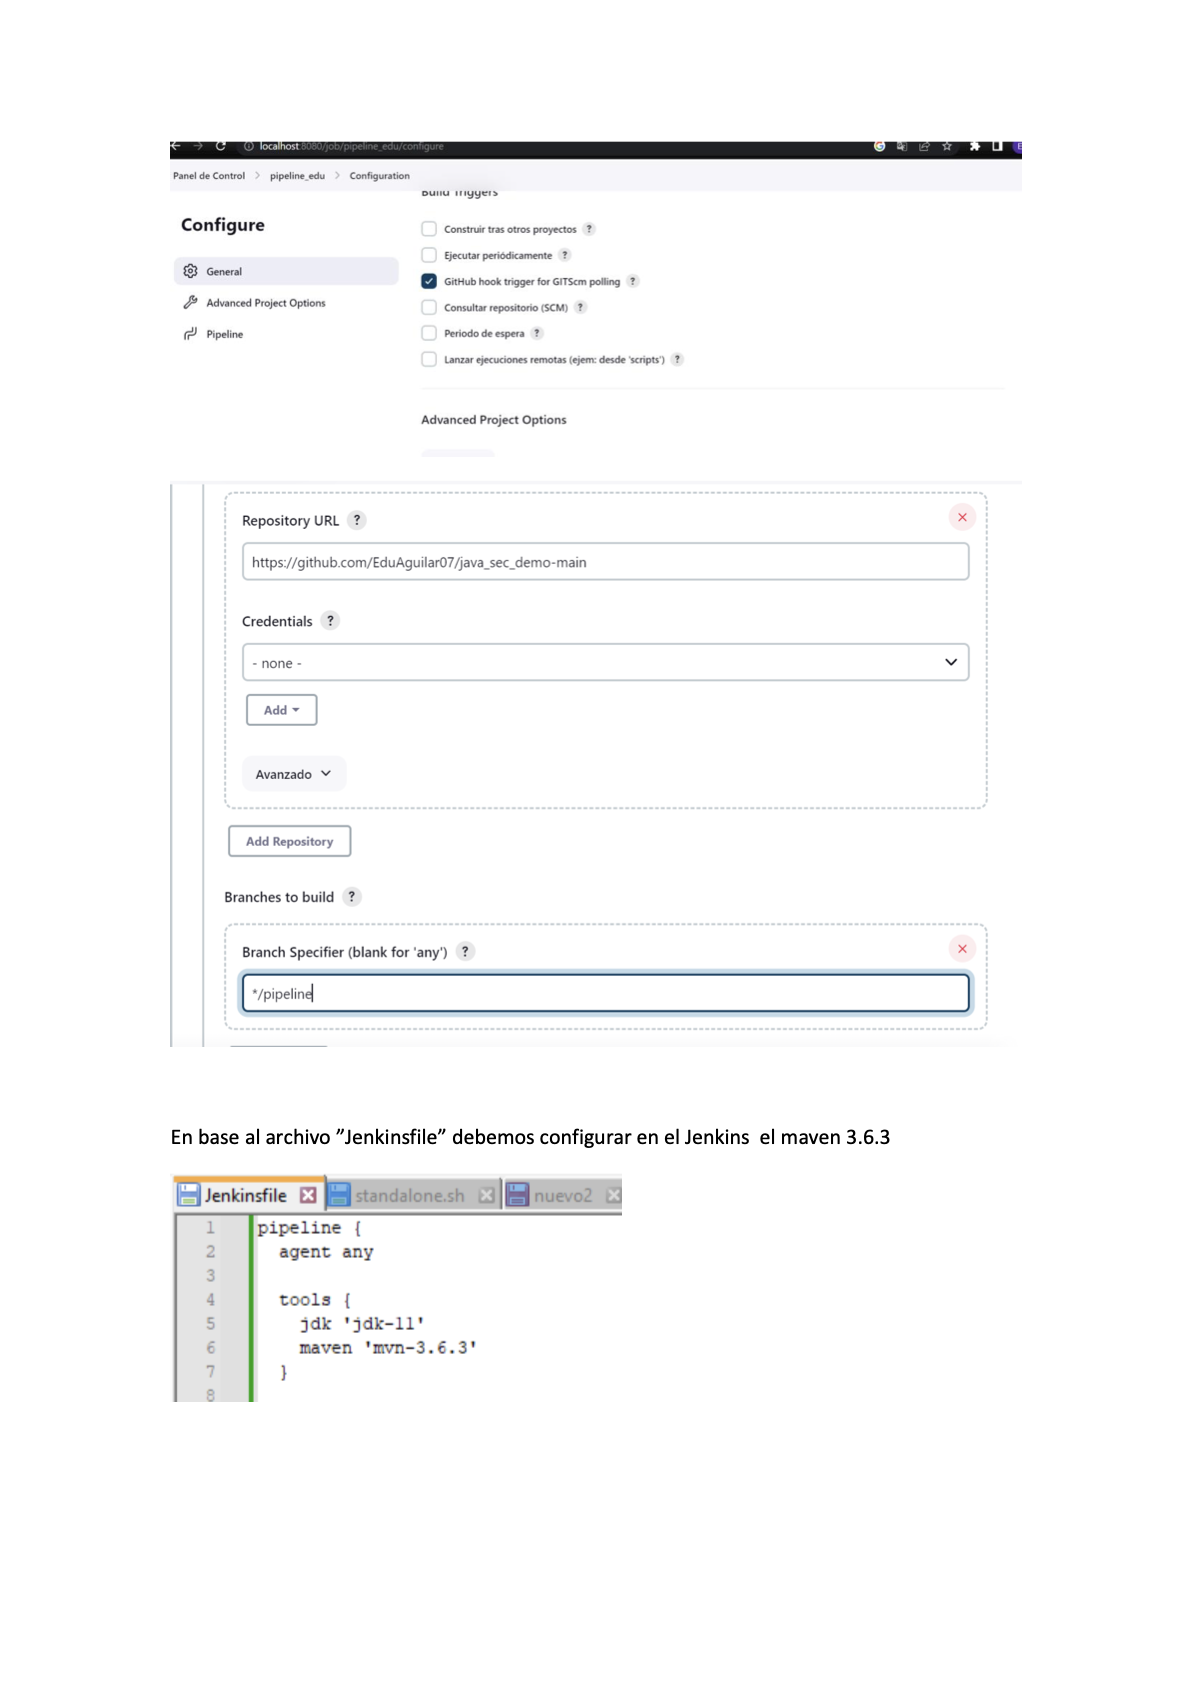 localhost:8080/job/pipeline_edu/configure
Panel de Control > pipeline_edu > Configuration
Build Triggers
Configure
Construir tras otros proyectos ?
Ejecutar periódicamente ?
General
GitHub hook trigger for GITScm polling ?
Advanced Project Options
Consultar repositorio (SCM) ?
Pipeline
Periodo de espera ?
Lanzar ejecuciones remotas (ejem: desde 'scripts') ?
Advanced Project Options
Repository URL ?
https://github.com/EduAguilar07/java_sec_demo-main
Credentials ?
- none -
Add
Avanzado
Add Repository
Branches to build ?
Branch Specifier (blank for 'any') ?
*/pipeline
En base al archivo ”Jenkinsfile” debemos configurar en el Jenkins  el maven 3.6.3
Jenkinsfile standalone.sh nuevo2
1 pipeline {
2 agent any
3
4 tools {
5 jdk 'jdk-11'
6 maven 'mvn-3.6.3'
7 }
8